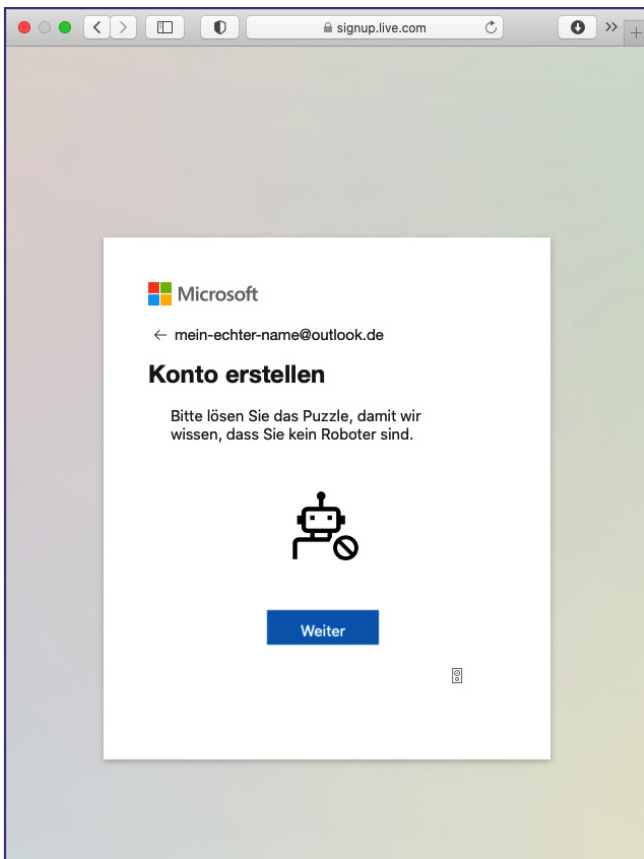 signup.live.com
Microsoft
← mein-echter-name@outlook.de
Konto erstellen
Bitte lösen Sie das Puzzle, damit wir
wissen, dass Sie kein Roboter sind.
Weiter